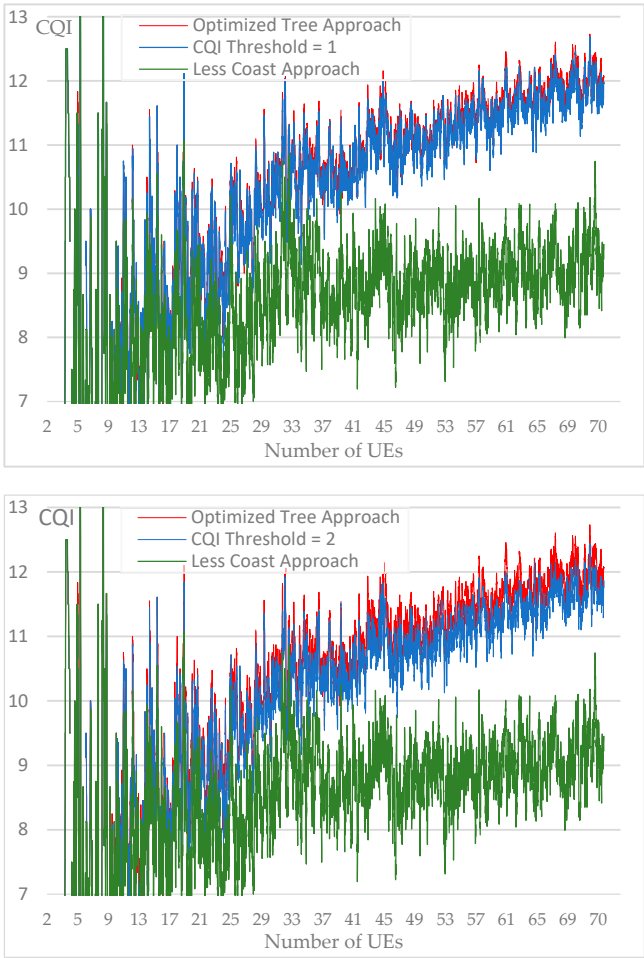 13
CQI
Optimized Tree Approach
CQI Threshold = 1
Less Coast Approach
12
11
10
9
8
7
2 5 9 13 17 21 25 29 33 37 41 45 49 53 57 61 65 69 70
Number of UEs
13
CQI
Optimized Tree Approach
CQI Threshold = 2
Less Coast Approach
12
11
10
9
8
7
2 5 9 13 17 21 25 29 33 37 41 45 49 53 57 61 65 69 70
Number of UEs